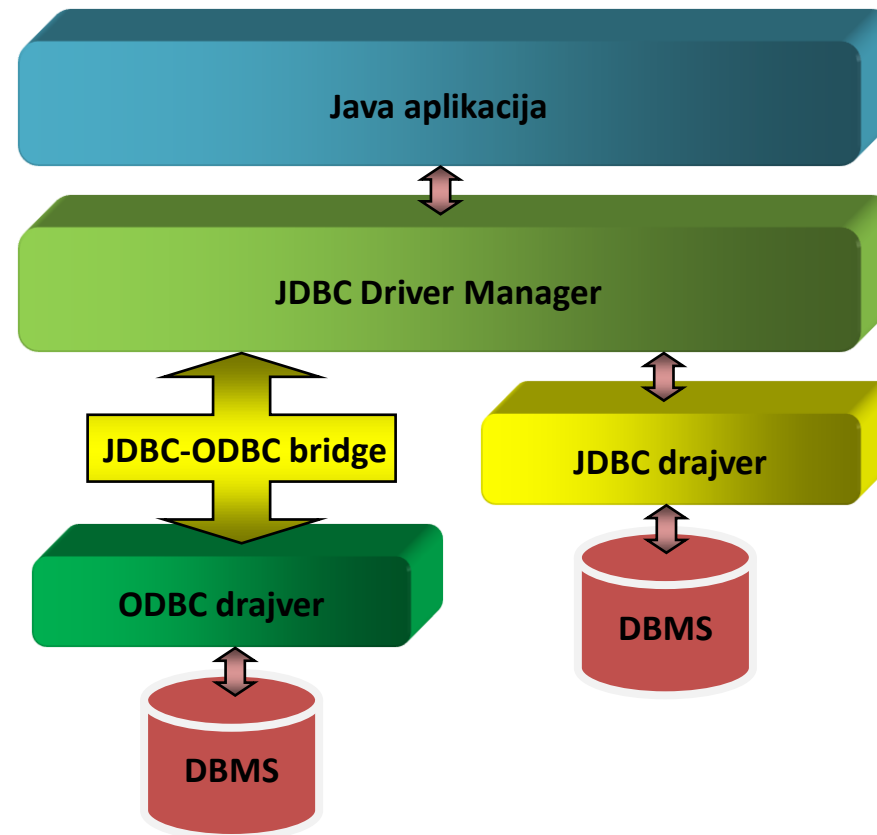 Java aplikacija
JDBC Driver Manager
JDBC-ODBC bridge
JDBC drajver
ODBC drajver
DBMS
DBMS